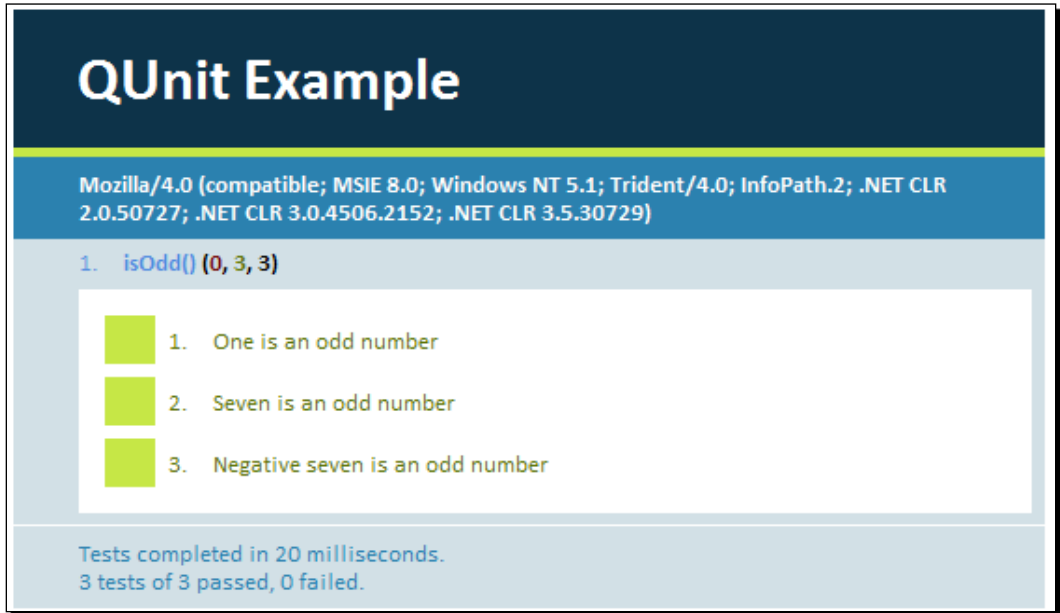 QUnit Example
Mozilla/4.0 (compatible; MSIE 8.0; Windows NT 5.1; Trident/4.0; InfoPath.2; .NET CLR
2.0.50727; .NET CLR 3.0.4506.2152; .NET CLR 3.5.30729)
1. isOdd() (0, 3, 3)
1. One is an odd number
2. Seven is an odd number
3. Negative seven is an odd number
Tests completed in 20 milliseconds.
3 tests of 3 passed, 0 failed.